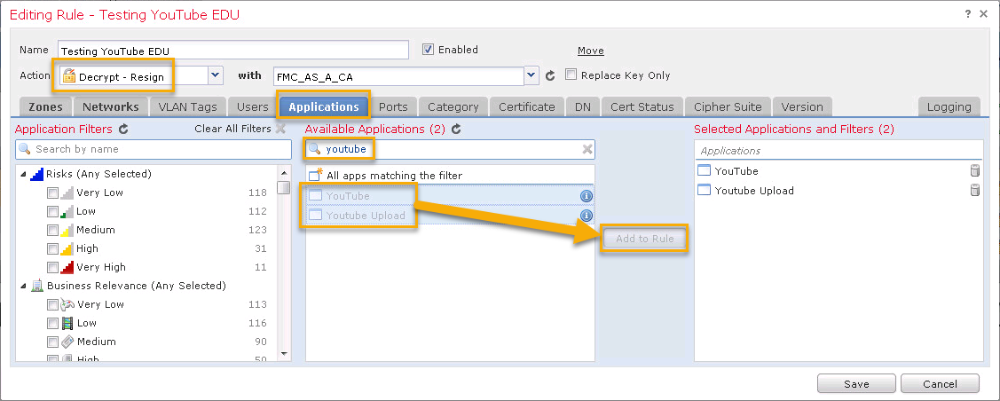 Editing Rule - Testing YouTube EDU
Name Testing YouTube EDU Enabled Move
Action Decrypt - Resign with FMC_AS_A_CA Replace Key Only
Zones Networks VLAN Tags Users Applications Ports Category Certificate DN Cert Status Cipher Suite Version Logging
Application Filters Clear All Filters
Search by name
Risks (Any Selected)
Very Low 118
Low 112
Medium 123
High 31
Very High 11
Business Relevance (Any Selected)
Very Low 113
Low 116
Medium 90
High 50
Available Applications (2)
youtube
All apps matching the filter
YouTube
Youtube Upload
Add to Rule
Selected Applications and Filters (2)
Applications
YouTube
Youtube Upload
Save Cancel